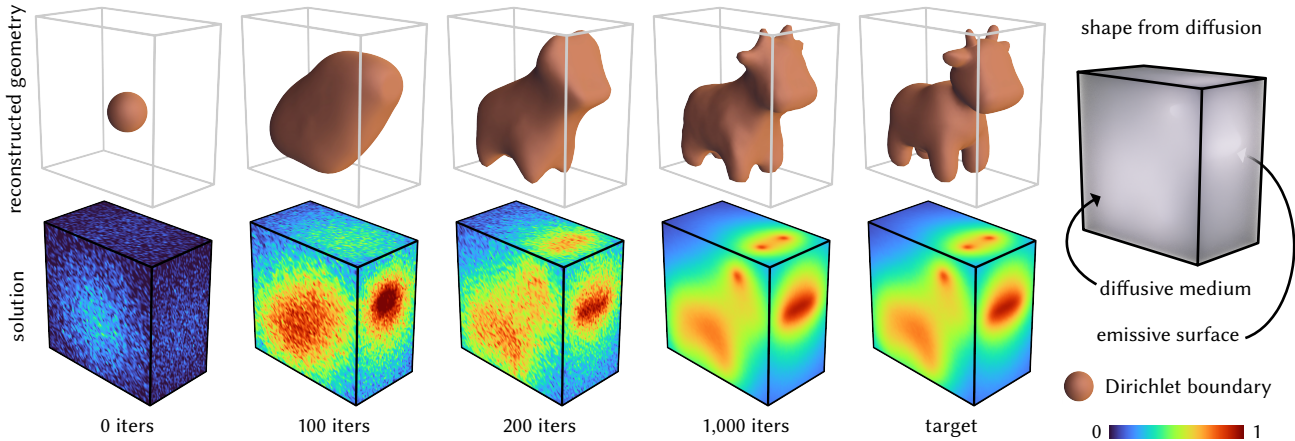 reconstructed geometry
solution
0 iters
100 iters
200 iters
1,000 iters
target
shape from diffusion
diffusive medium
emissive surface
Dirichlet boundary
0 1